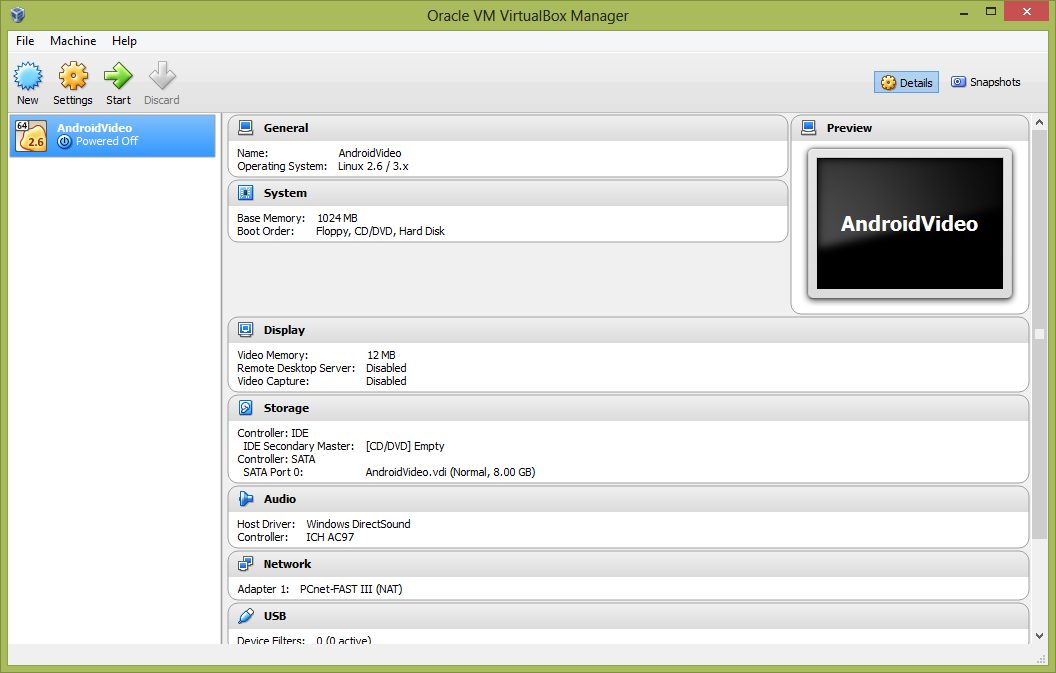 Oracle VM VirtualBox Manager
File Machine Help
New Settings Start Discard
Details Snapshots
64
2.6
AndroidVideo
Powered Off
General
Name: AndroidVideo
Operating System: Linux 2.6 / 3.x
System
Base Memory: 1024 MB
Boot Order: Floppy, CD/DVD, Hard Disk
Preview
AndroidVideo
Display
Video Memory: 12 MB
Remote Desktop Server: Disabled
Video Capture: Disabled
Storage
Controller: IDE
IDE Secondary Master: [CD/DVD] Empty
Controller: SATA
SATA Port 0: AndroidVideo.vdi (Normal, 8.00 GB)
Audio
Host Driver: Windows DirectSound
Controller: ICH AC97
Network
Adapter 1: PCnet-FAST III (NAT)
USB
Device Filters: 0 (0 active)